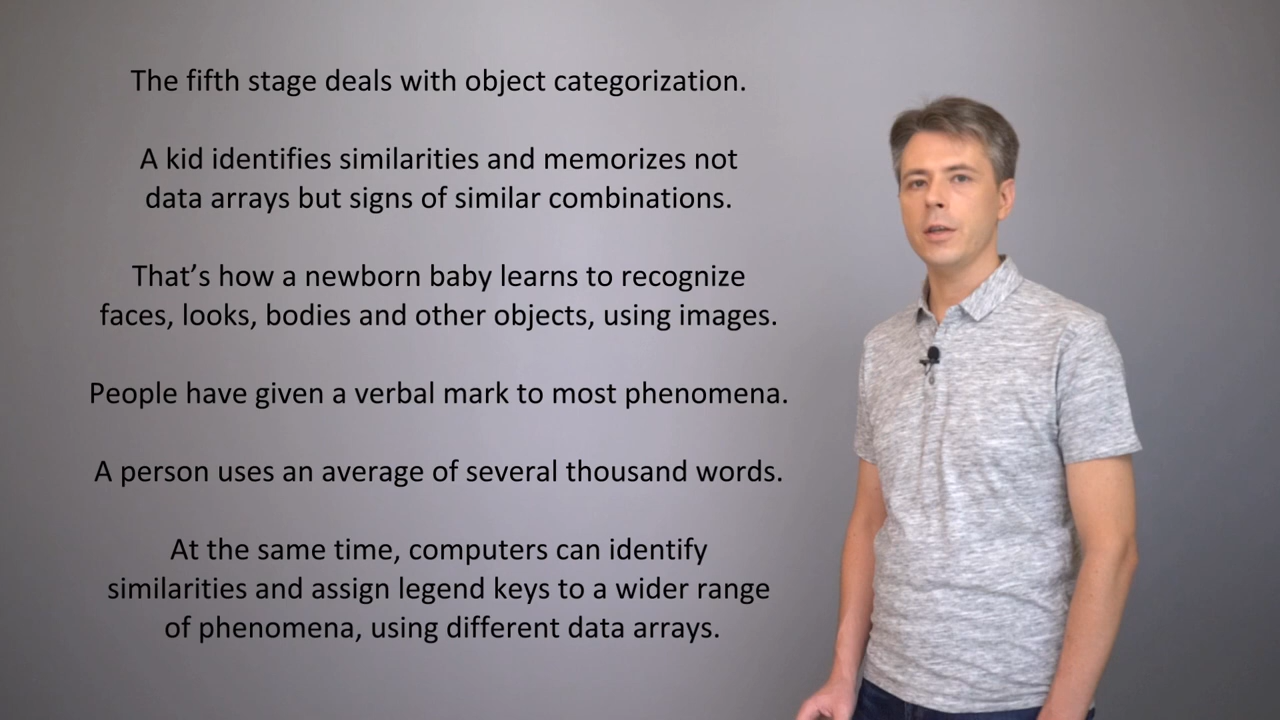 The fifth stage deals with object categorization.
A kid identifies similarities and memorizes not
data arrays but signs of similar combinations.
That’s how a newborn baby learns to recognize
faces, looks, bodies and other objects, using images.
People have given a verbal mark to most phenomena.
A person uses an average of several thousand words.
At the same time, computers can identify
similarities and assign legend keys to a wider range
of phenomena, using different data arrays.